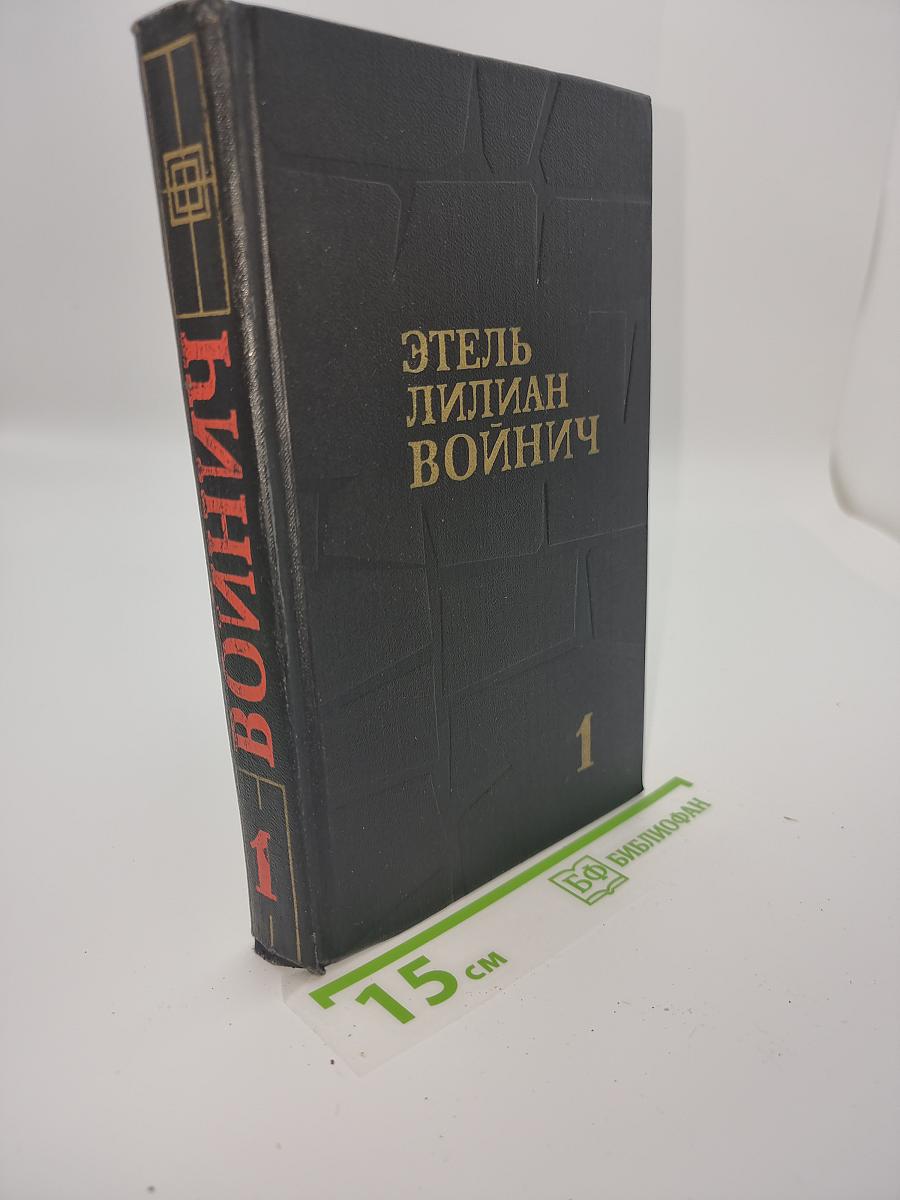 ВОЙНИЧ
1
ЭТЕЛЬ
ЛИЛИАН
ВОЙНИЧ
1
15 см
БФ БИБЛИОФАН